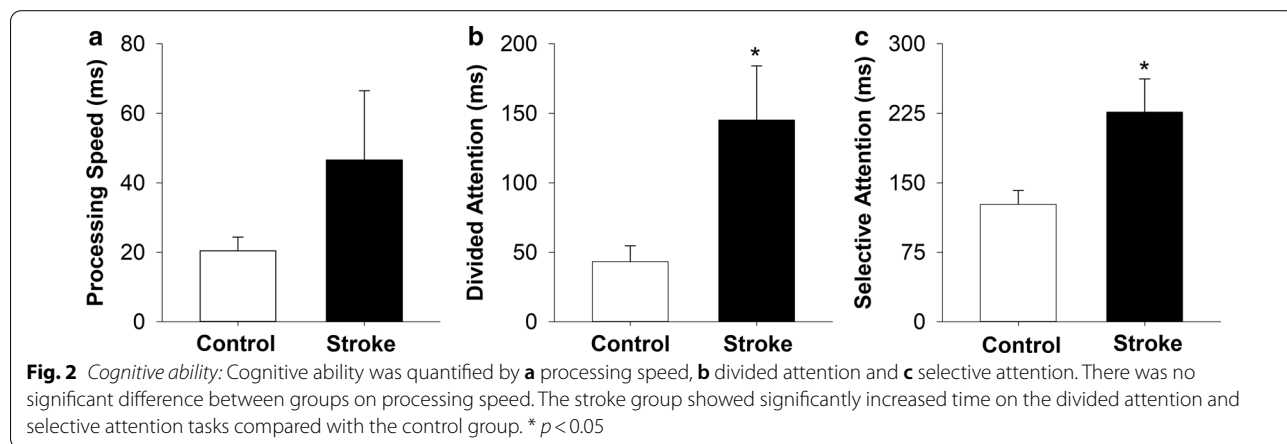 a
80
60
40
20
0
Processing Speed (ms)
Control Stroke
b
200
150
100
50
0
Divided Attention (ms)
*
Control Stroke
c
300
225
150
75
0
Selective Attention (ms)
*
Control Stroke
Fig. 2 Cognitive ability: Cognitive ability was quantified by a processing speed, b divided attention and c selective attention. There was no
significant difference between groups on processing speed. The stroke group showed significantly increased time on the divided attention and
selective attention tasks compared with the control group. * p < 0.05